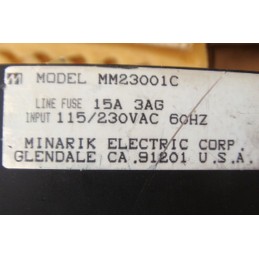 MODEL MM23001C
LINE FUSE 15A 3AG
INPUT 115/230VAC 60HZ
MINARIK ELECTRIC CORP.
GLENDALE CA.91201 U.S.A.